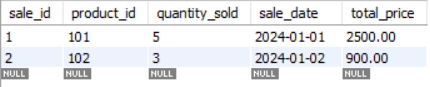 sale_id product_id quantity_sold sale_date total_price
1 101 5 2024-01-01 2500.00
2 102 3 2024-01-02 900.00
NULL NULL NULL NULL NULL